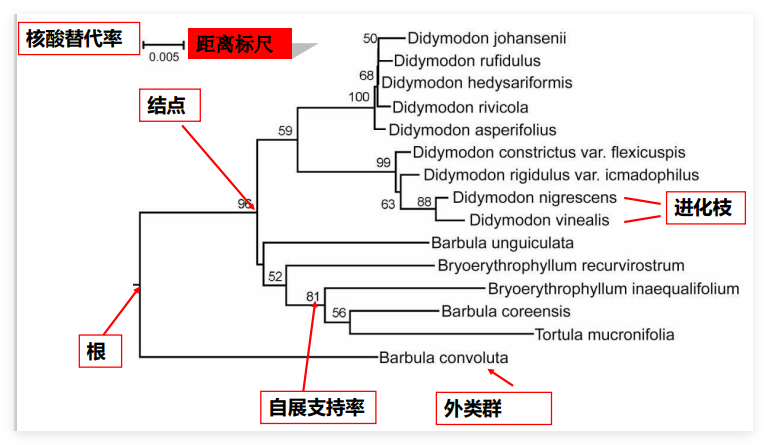 核酸替代率
0.005
距离标尺
50
Didymodon johansenii
Didymodon rufidulus
68
Didymodon hedysariformis
100
Didymodon rivicola
Didymodon asperifolius
结点
59
Didymodon constrictus var. flexicuspis
99
Didymodon rigidulus var. icmadophilus
63
88
Didymodon nigrescens
Didymodon vinealis
进化枝
96
Barbula unguiculata
Bryoerythrophyllum recurvirostrum
52
Bryoerythrophyllum inaequalifolium
81
Barbula coreensis
56
Tortula mucronifolia
根
Barbula convoluta
自展支持率
外类群